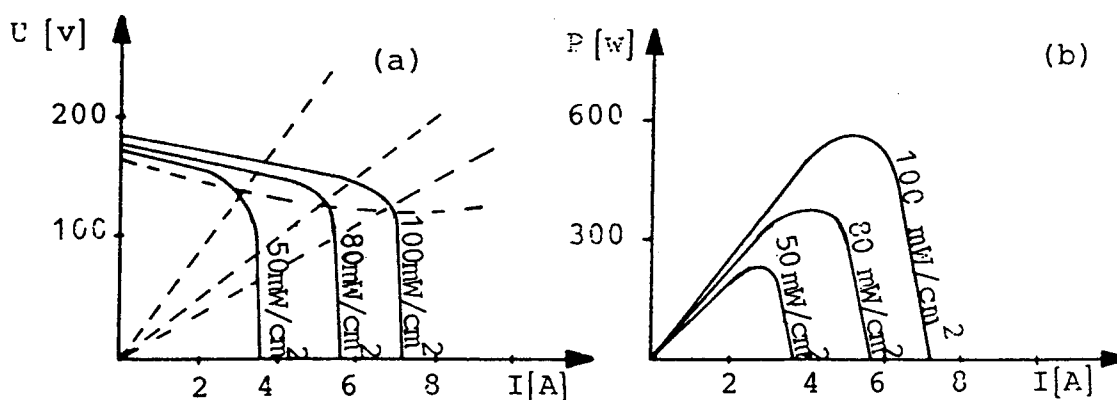 U [v]
(a)
200
100
50mW/cm²
80mW/cm²
100mW/cm²
2 4 6 8 I[A]
P[W]
(b)
600
300
50 mW/cm²
80 mW/cm²
100 mW/cm²
2 4 6 8 I[A]